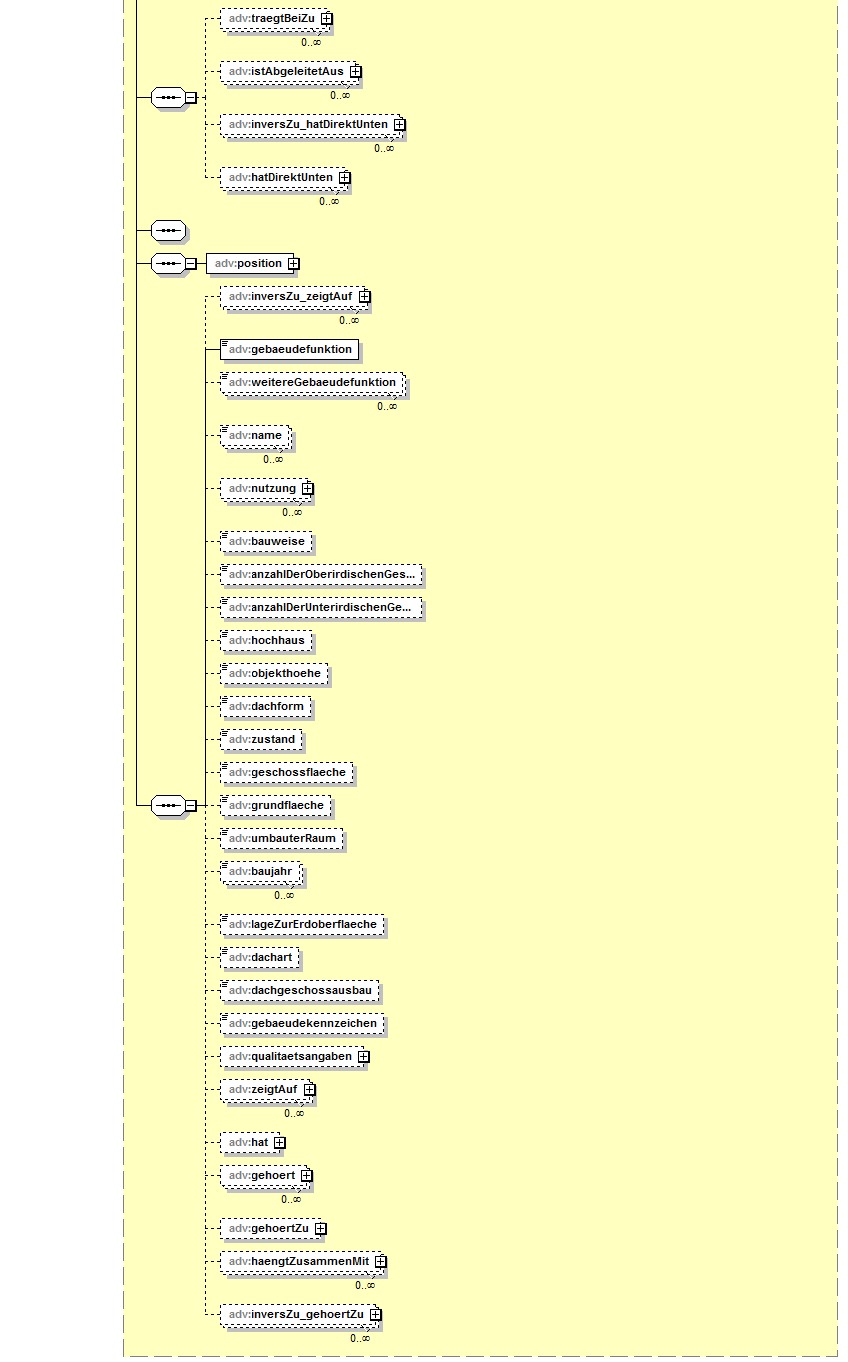 adv:traegtBeiZu
0..∞
adv:istAbgeleitetAus
0..∞
adv:inversZu_hatDirektUnten
0..∞
adv:hatDirektUnten
0..∞
adv:position
adv:inversZu_zeigtAuf
0..∞
adv:gebaeudefunktion
adv:weitereGebaeudefunktion
0..∞
adv:name
0..∞
adv:nutzung
0..∞
adv:bauweise
adv:anzahlDerOberirdischenGes...
adv:anzahlDerUnterirdischenGe...
adv:hochhaus
adv:objekthoehe
adv:dachform
adv:zustand
adv:geschossflaeche
adv:grundflaeche
adv:umbauterRaum
adv:baujahr
0..∞
adv:lageZurErdoberflaeche
adv:dachart
adv:dachgeschossausbau
adv:gebaeudekennzeichen
adv:qualitaetsangaben
adv:zeigtAuf
0..∞
adv:hat
adv:gehoert
0..∞
adv:gehoertZu
adv:haengtZusammenMit
0..∞
adv:inversZu_gehoertZu
0..∞